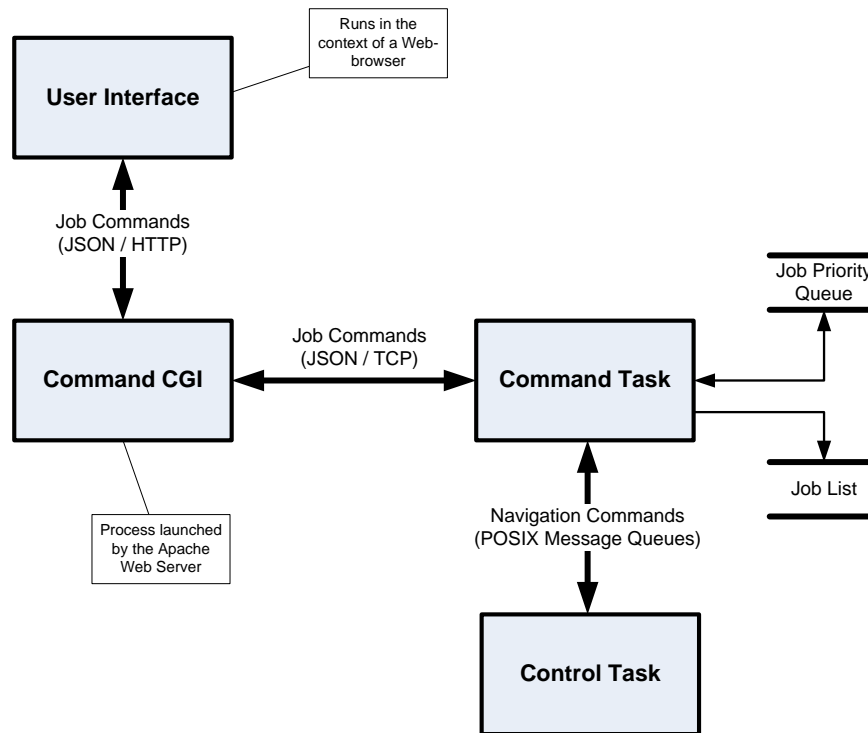 Runs in the
context of a Web-
browser
User Interface
Job Commands
(JSON / HTTP)
Job Priority
Queue
Job Commands
(JSON / TCP)
Command CGI
Command Task
Job List
Process launched
by the Apache
Web Server
Navigation Commands
(POSIX Message Queues)
Control Task